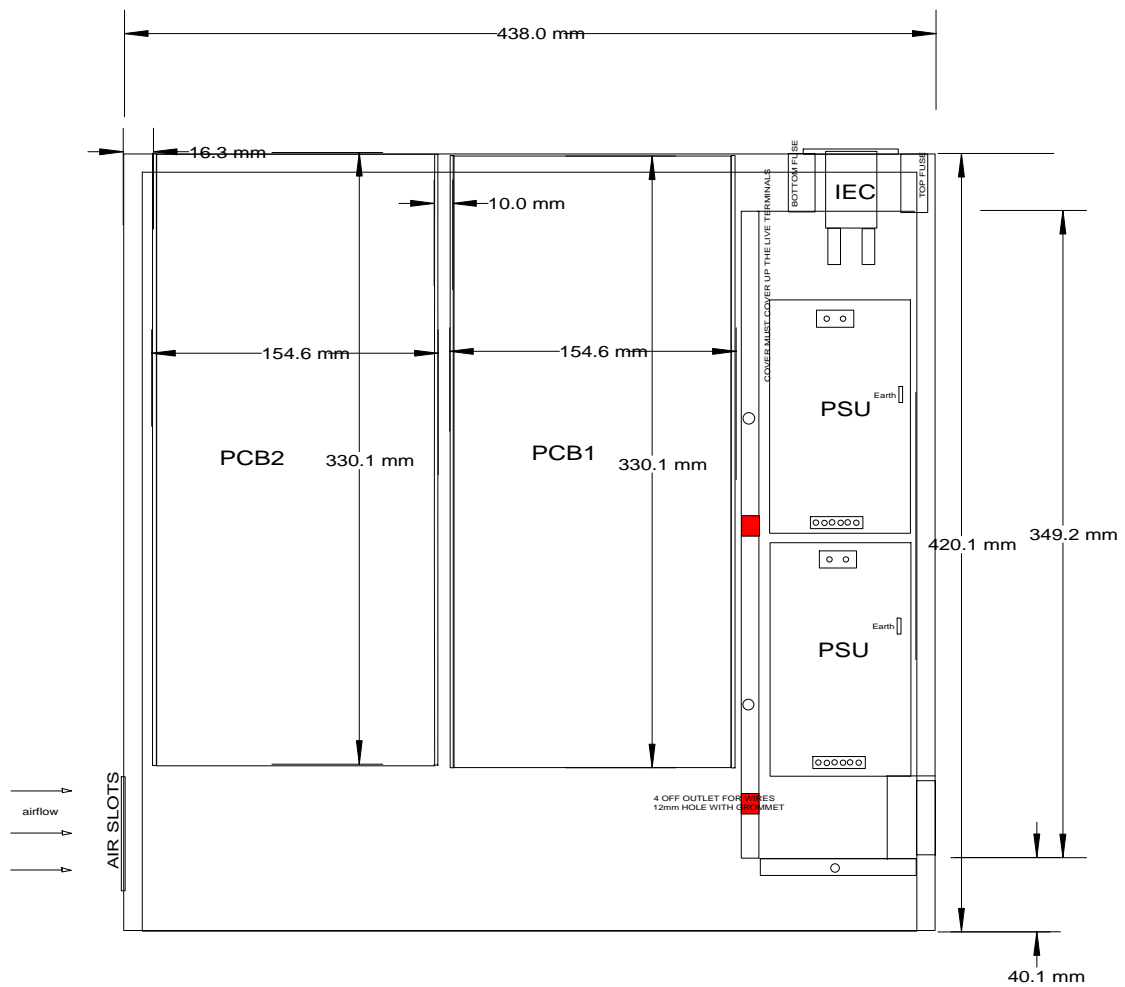 438.0 mm
16.3 mm
BOTTOM FUSE
TOP FUSE
IEC
10.0 mm
COVER MUST COVER UP THE LIVE TERMINALS
154.6 mm
154.6 mm
Earth
PSU
PCB2
330.1 mm
PCB1
330.1 mm
349.2 mm
420.1 mm
Earth
PSU
AIR SLOTS
airflow
4 OFF OUTLET FOR WIRES
12mm HOLE WITH GROMMET
40.1 mm